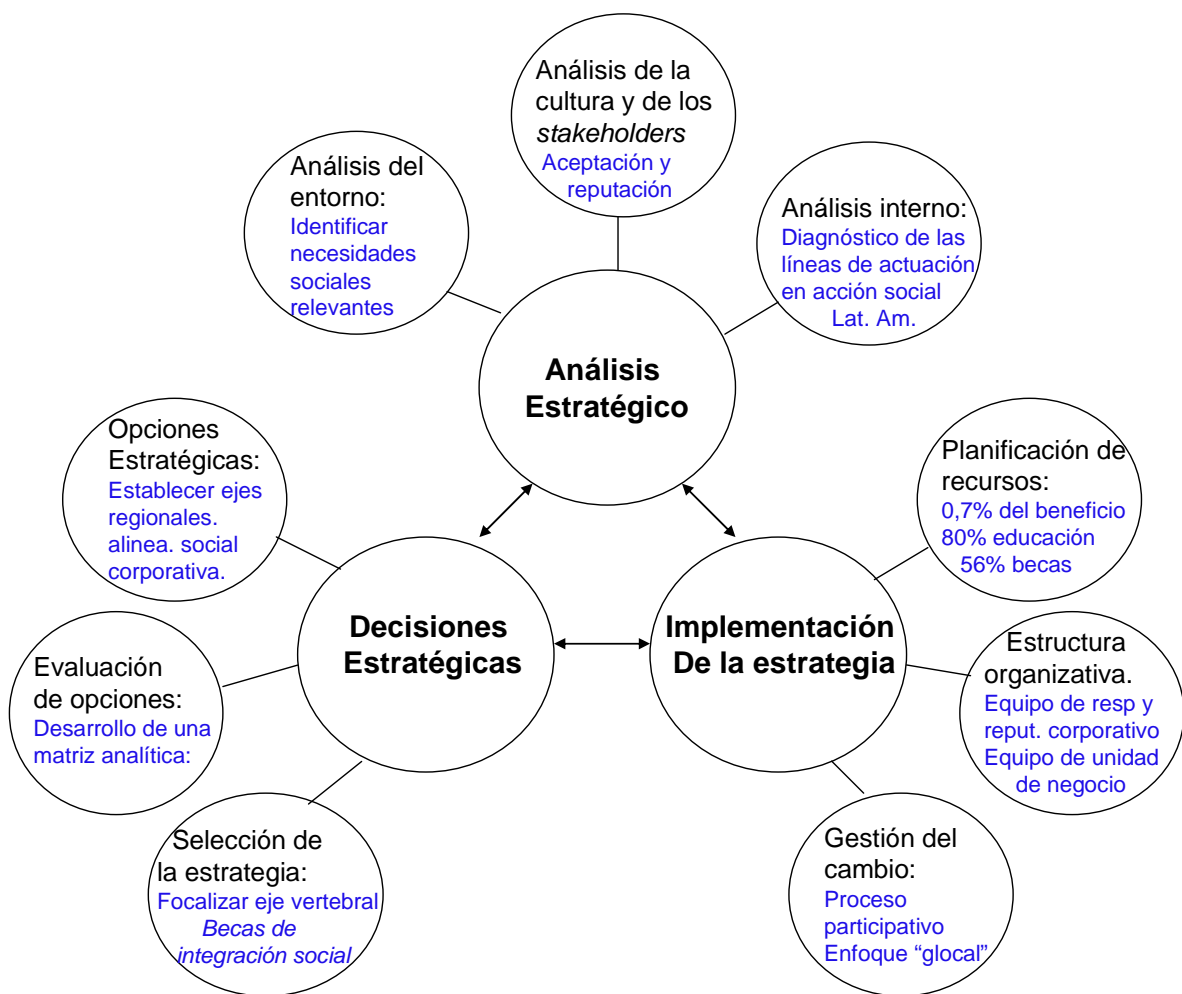 Análisis de la
cultura y de los
stakeholders
Aceptación y
reputación
Análisis del
entorno:
Identificar
necesidades
sociales
relevantes
Análisis interno:
Diagnóstico de las
líneas de actuación
en acción social
Lat. Am.
Análisis
Estratégico
Opciones
Estratégicas:
Establecer ejes
regionales.
alinea. social
corporativa.
Planificación de
recursos:
0,7% del beneficio
80% educación
56% becas
Decisiones
Estratégicas
Implementación
De la estrategia
Evaluación
de opciones:
Desarrollo de una
matriz analítica:
Estructura
organizativa.
Equipo de resp y
reput. corporativo
Equipo de unidad
de negocio
Selección de
la estrategia:
Focalizar eje vertebral
Becas de
integración social
Gestión del
cambio:
Proceso
participativo
Enfoque “glocal”